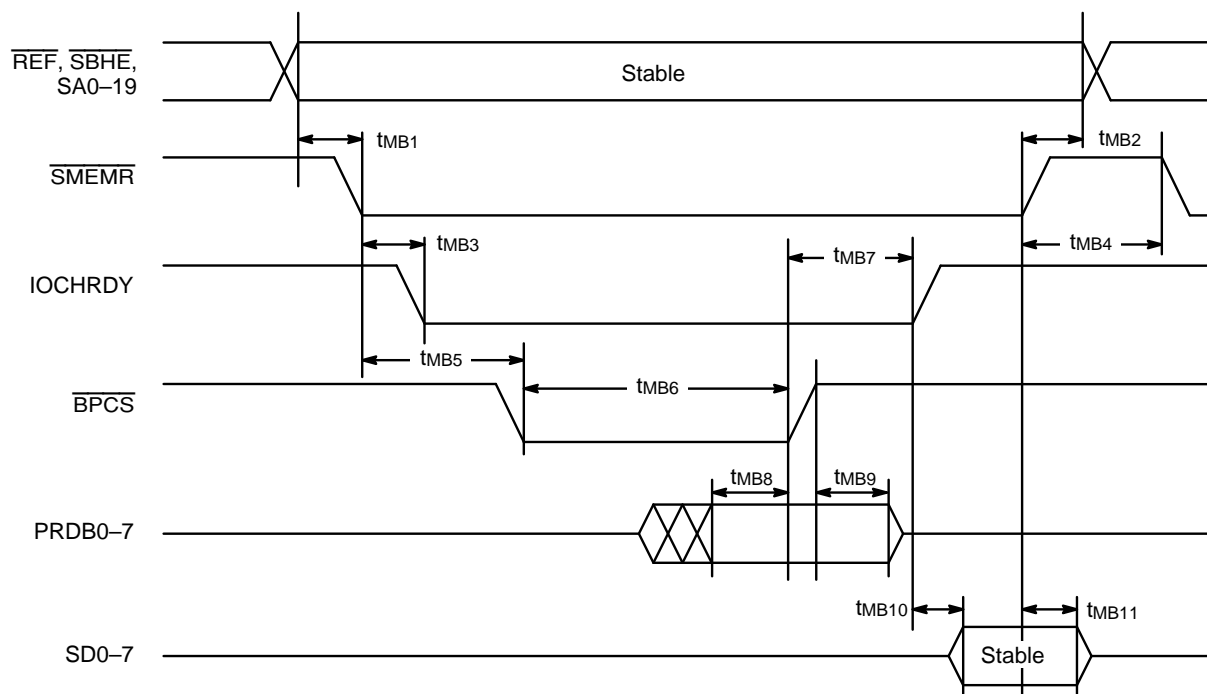 REF, SBHE,
SA0–19
Stable
tMB1
tMB2
SMEMR
tMB3
tMB4
tMB7
IOCHRDY
tMB5
tMB6
BPCS
tMB8
tMB9
PRDB0–7
tMB10
tMB11
SD0–7
Stable